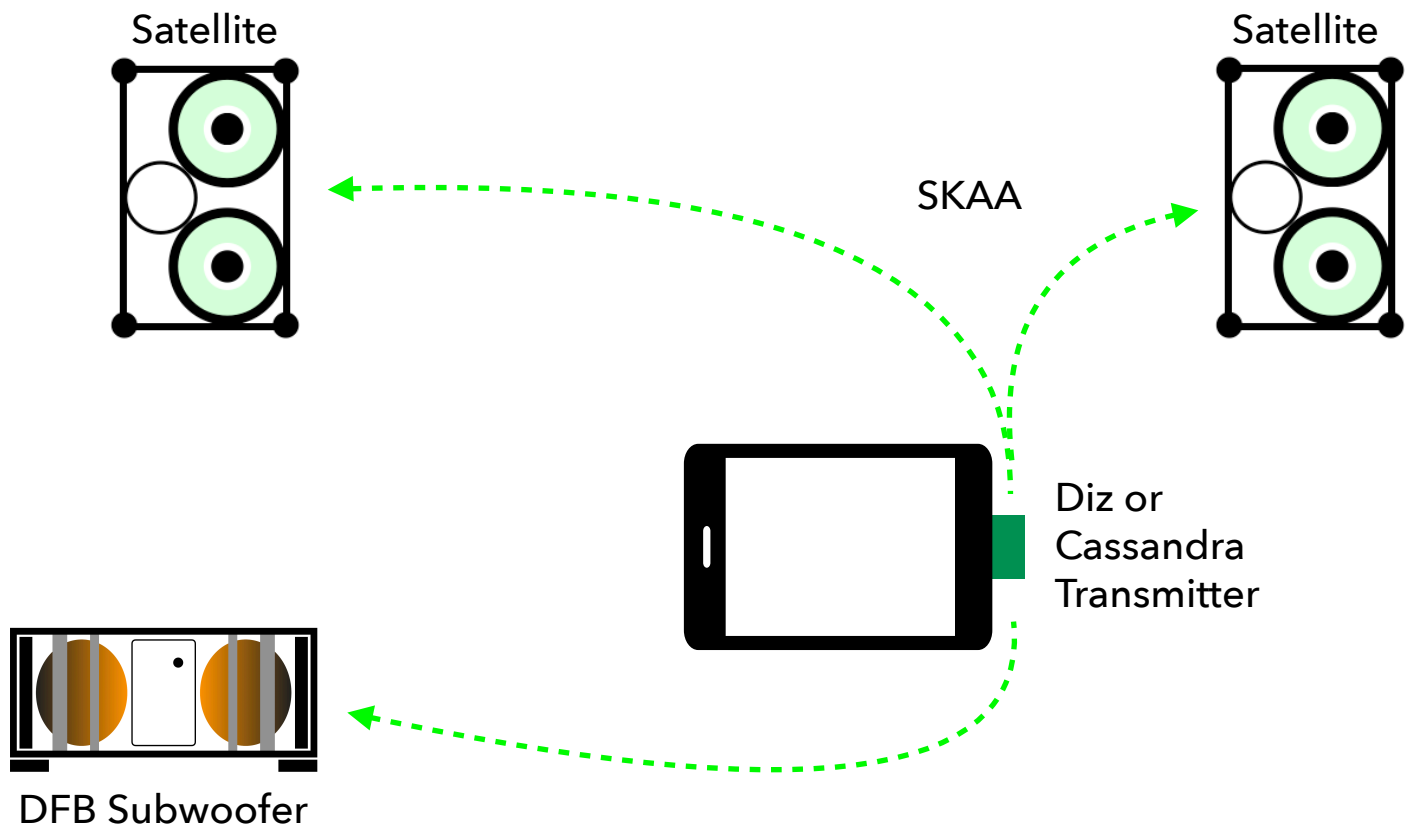 Satellite
Satellite
SKAA
Diz or
Cassandra
Transmitter
DFB Subwoofer